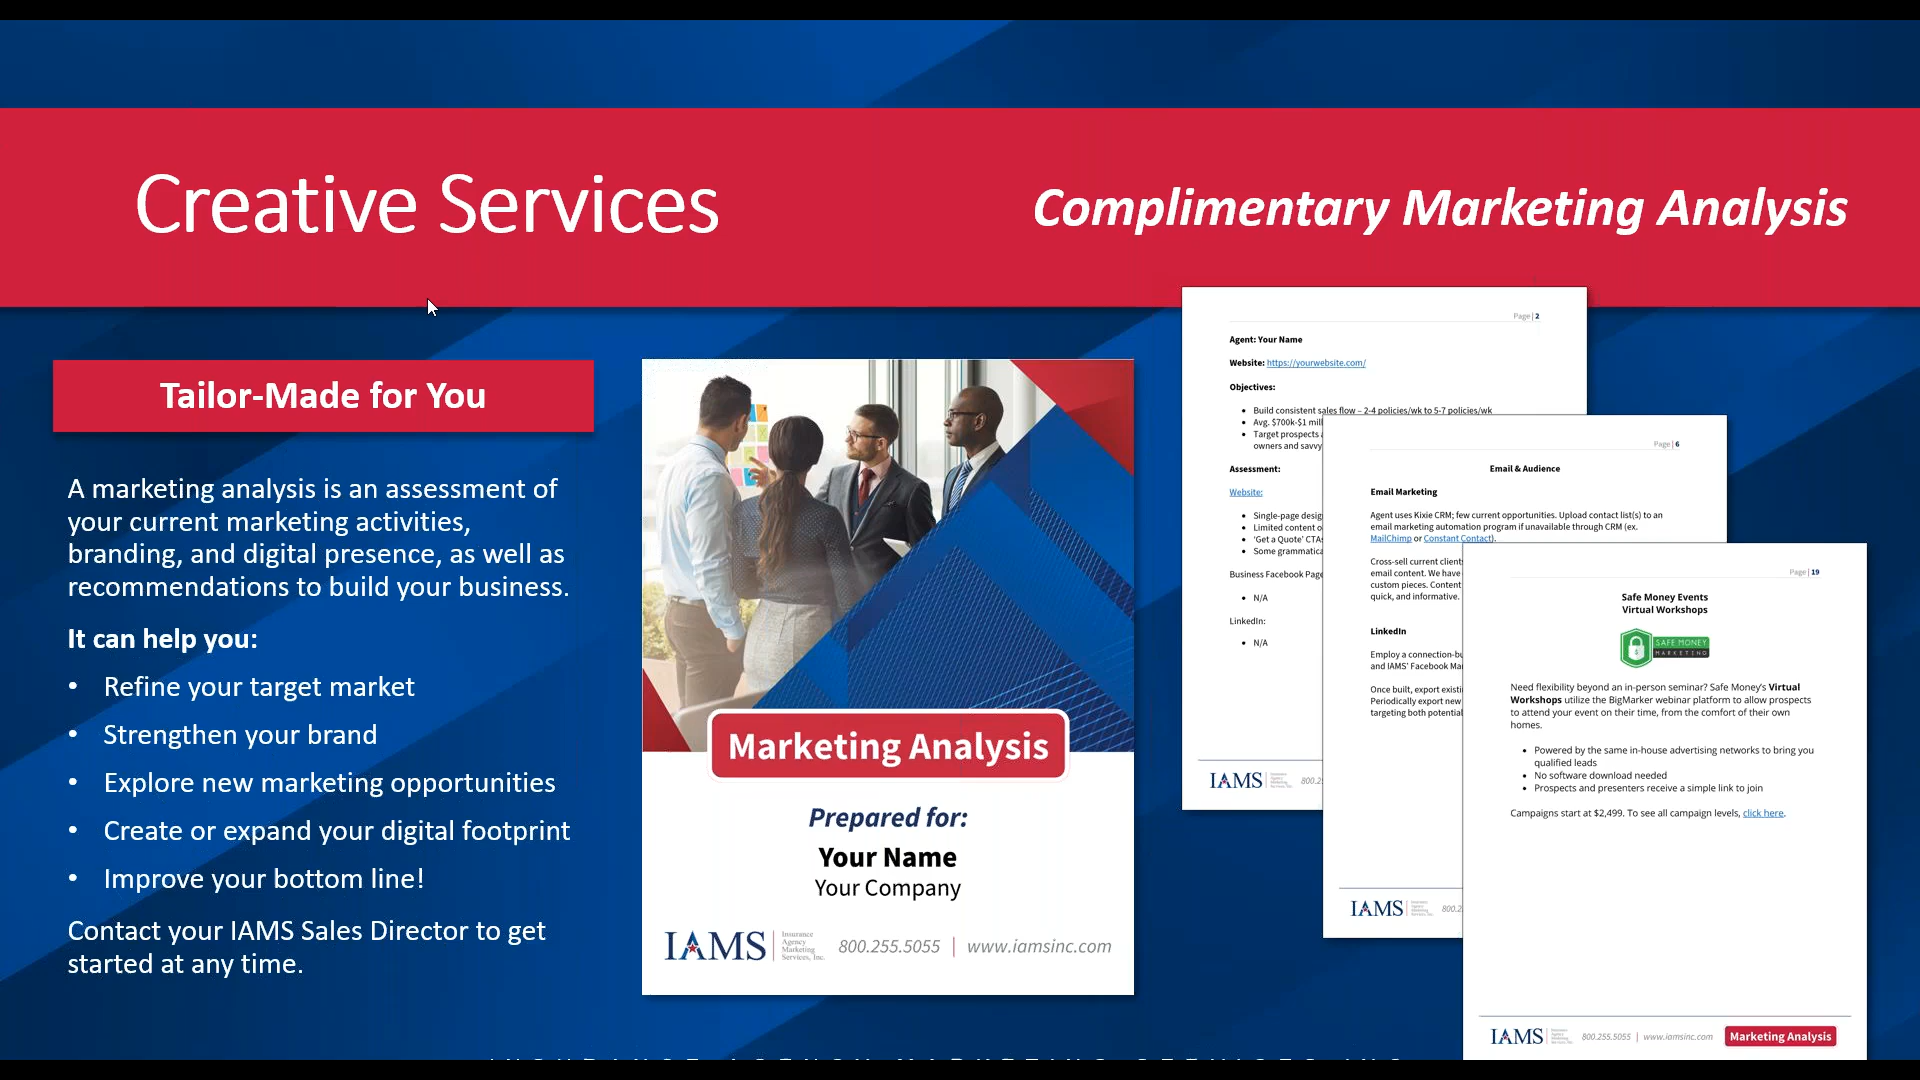 Creative Services
Complimentary Marketing Analysis
Tailor-Made for You
A marketing analysis is an assessment of
your current marketing activities,
branding, and digital presence, as well as
recommendations to build your business.
It can help you:
• Refine your target market
• Strengthen your brand
• Explore new marketing opportunities
• Create or expand your digital footprint
• Improve your bottom line!
Contact your IAMS Sales Director to get
started at any time.
Marketing Analysis
Prepared for:
Your Name
Your Company
IAMS
Insurance
Agency
Marketing
Services, Inc.
800.255.5055 | www.iamsinc.com
Page | 2
Agent: Your Name
Website: https://yourwebsite.com/
Objectives:
• Build consistent sales flow – 2-4 policies/wk to 5-7 policies/wk
• Avg. $700k-$1 mill
• Target prospects
owners and savvy
Assessment:
Website:
• Single-page desig
• Limited content o
• 'Get a Quote' CTA
• Some grammatica
Business Facebook Page
• N/A
LinkedIn:
• N/A
IAMS
Page | 6
Email & Audience
Email Marketing
Agent uses Kixie CRM; few current opportunities. Upload contact list(s) to an
email marketing automation program if unavailable through CRM (ex.
MailChimp or Constant Contact).
Cross-sell current clients
email content. We have
custom pieces. Content
quick, and informative.
LinkedIn
Employ a connection-bu
and IAMS' Facebook Ma
Once built, export existi
Periodically export new
targeting both potential
IAMS
Page | 19
Safe Money Events
Virtual Workshops
SAFE MONEY
MARKETING
Need flexibility beyond an in-person seminar? Safe Money's Virtual
Workshops utilize the BigMarker webinar platform to allow prospects
to attend your event on their time, from the comfort of their own
homes.
• Powered by the same in-house advertising networks to bring you
qualified leads
• No software download needed
• Prospects and presenters receive a simple link to join
Campaigns start at $2,499. To see all campaign levels, click here.
IAMS
800.255.5055 | www.iamsinc.com
Marketing Analysis